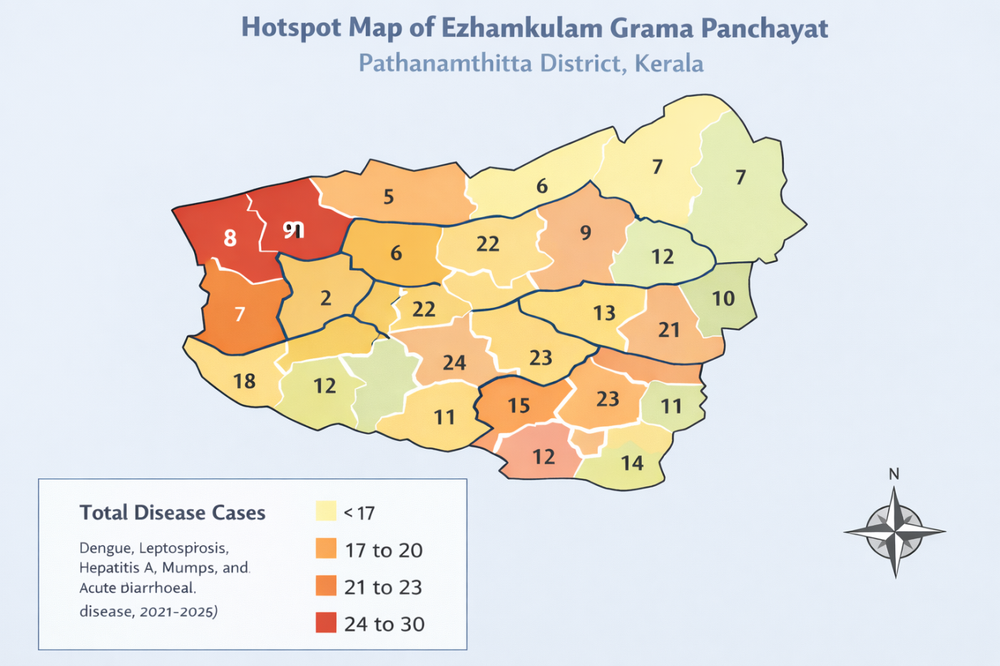 Hotspot Map of Ezhamkulam Grama Panchayat
Pathanamthitta District, Kerala
7
7
6
5
9
8
22
6
12
10
2
13
22
7
21
23
24
18
12
23
15
11
11
12
14
N
Total Disease Cases
Dengue, Leptospirosis,
Hepatitis A, Mumps, and.
Acute Diarrhoeal.
disease, 2021-2025)
< 17
17 to 20
21 to 23
24 to 30